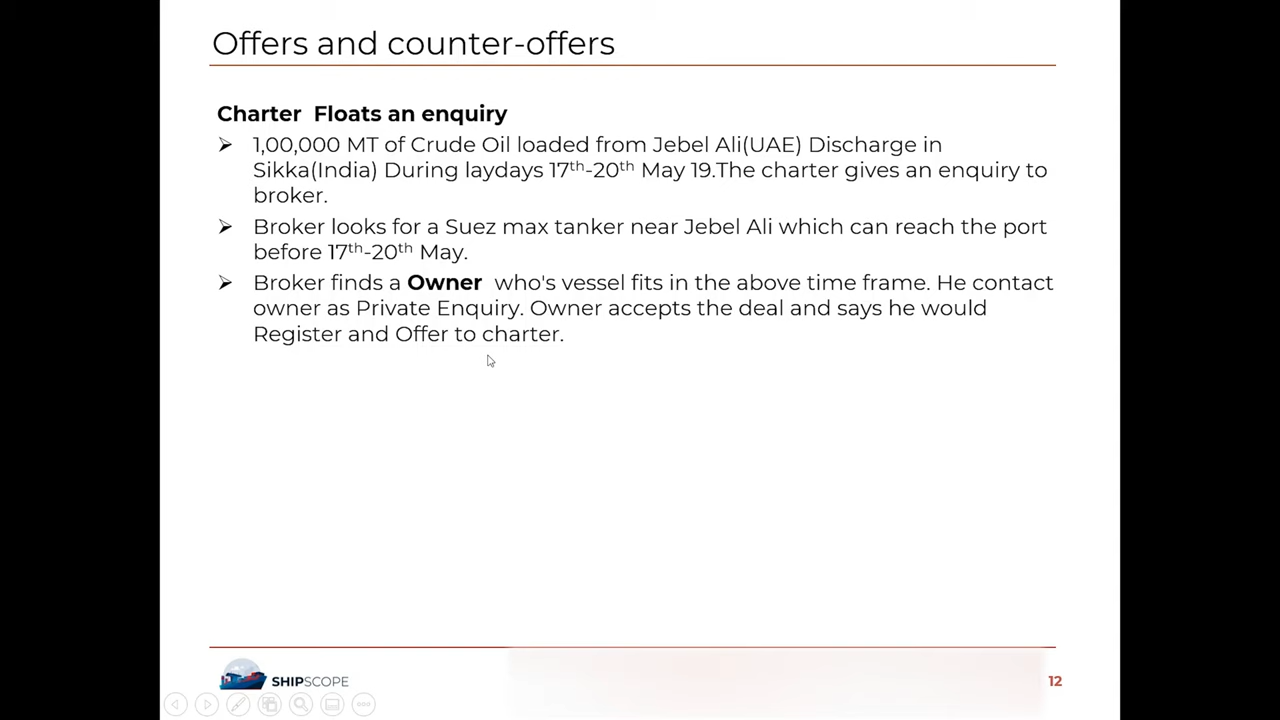 Offers and counter-offers
Charter  Floats an enquiry
➢ 1,00,000 MT of Crude Oil loaded from Jebel Ali(UAE) Discharge in
Sikka(India) During laydays 17th-20th May 19.The charter gives an enquiry to
broker.
➢ Broker looks for a Suez max tanker near Jebel Ali which can reach the port
before 17th-20th May.
➢ Broker finds a Owner  who's vessel fits in the above time frame. He contact
owner as Private Enquiry. Owner accepts the deal and says he would
Register and Offer to charter.
SHIPSCOPE
12